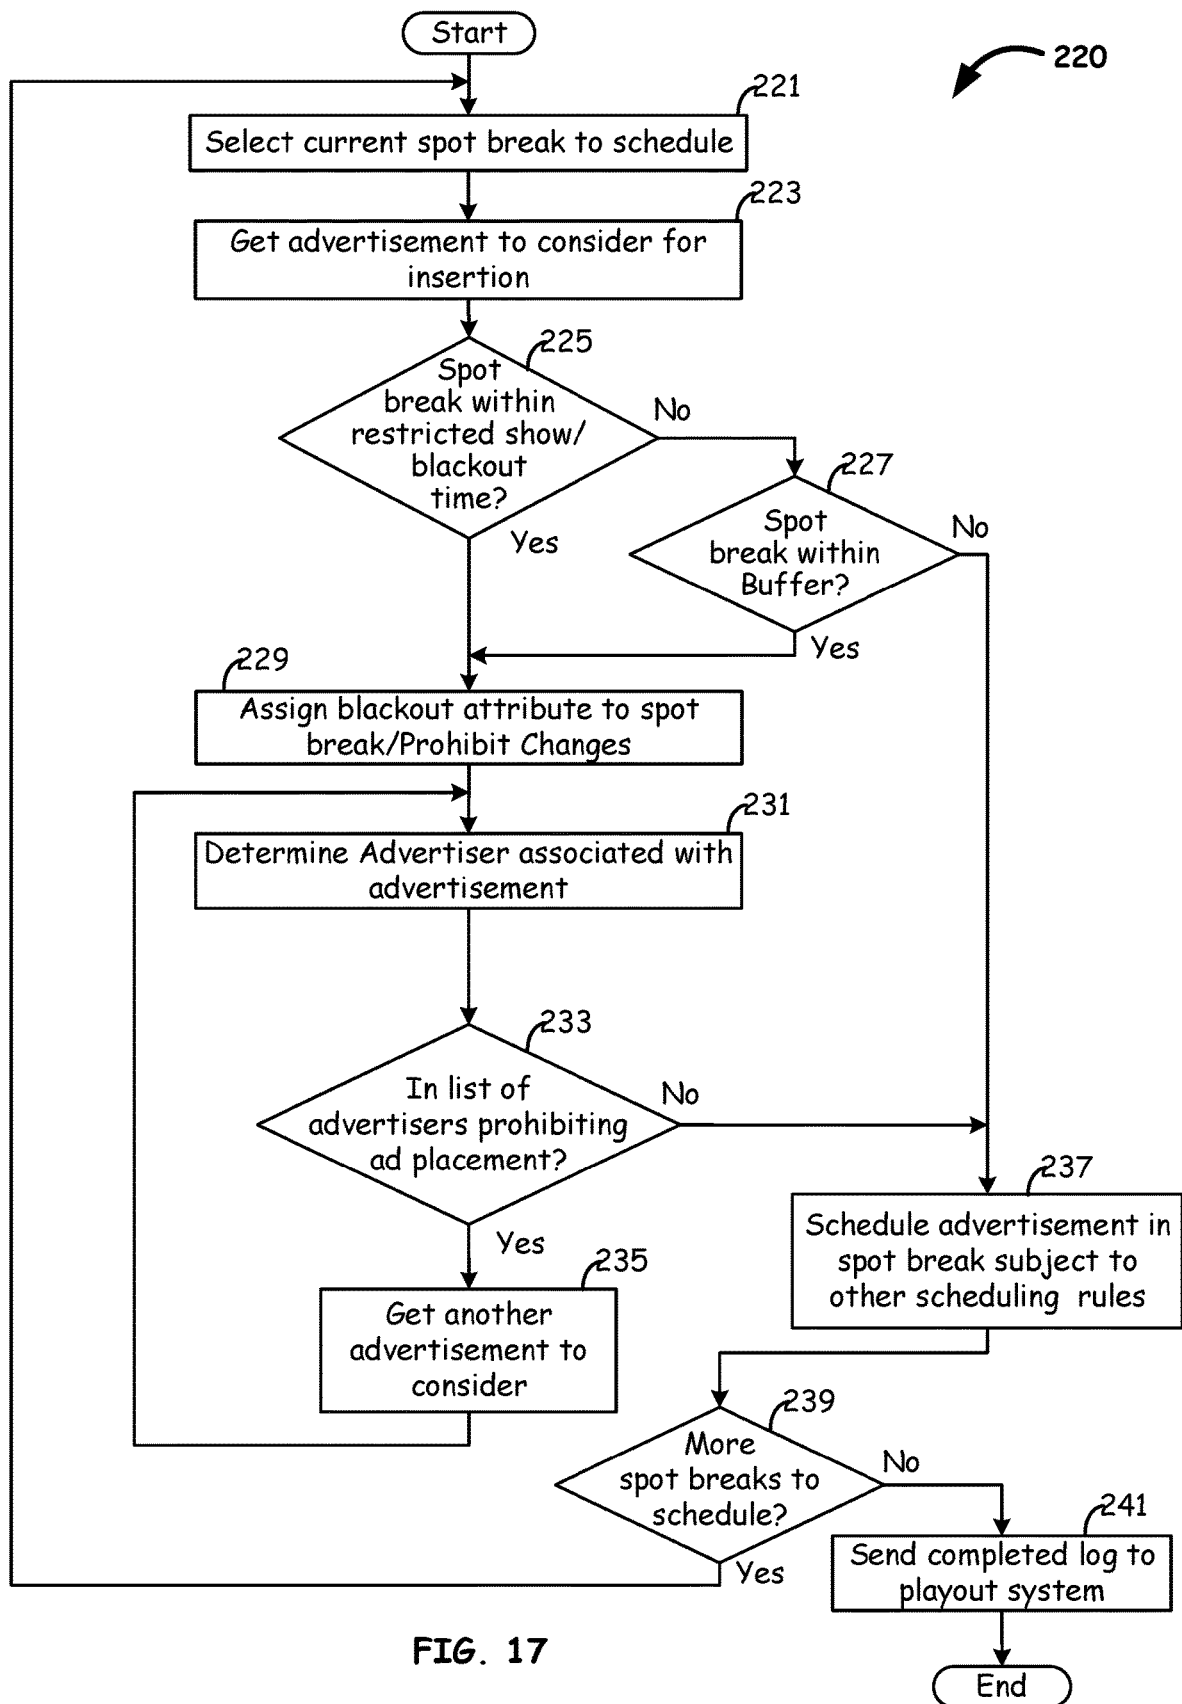 Start
220
221
Select current spot break to schedule
223
Get advertisement to consider for
insertion
225
Spot
break within
restricted show/
blackout
time?
No
Yes
227
Spot
break within
Buffer?
No
Yes
229
Assign blackout attribute to spot
break/Prohibit Changes
231
Determine Advertiser associated with
advertisement
233
In list of
advertisers prohibiting
ad placement?
No
Yes
235
Get another
advertisement to
consider
237
Schedule advertisement in
spot break subject to
other scheduling rules
239
More
spot breaks to
schedule?
No
Yes
241
Send completed log to
playout system
End
FIG. 17